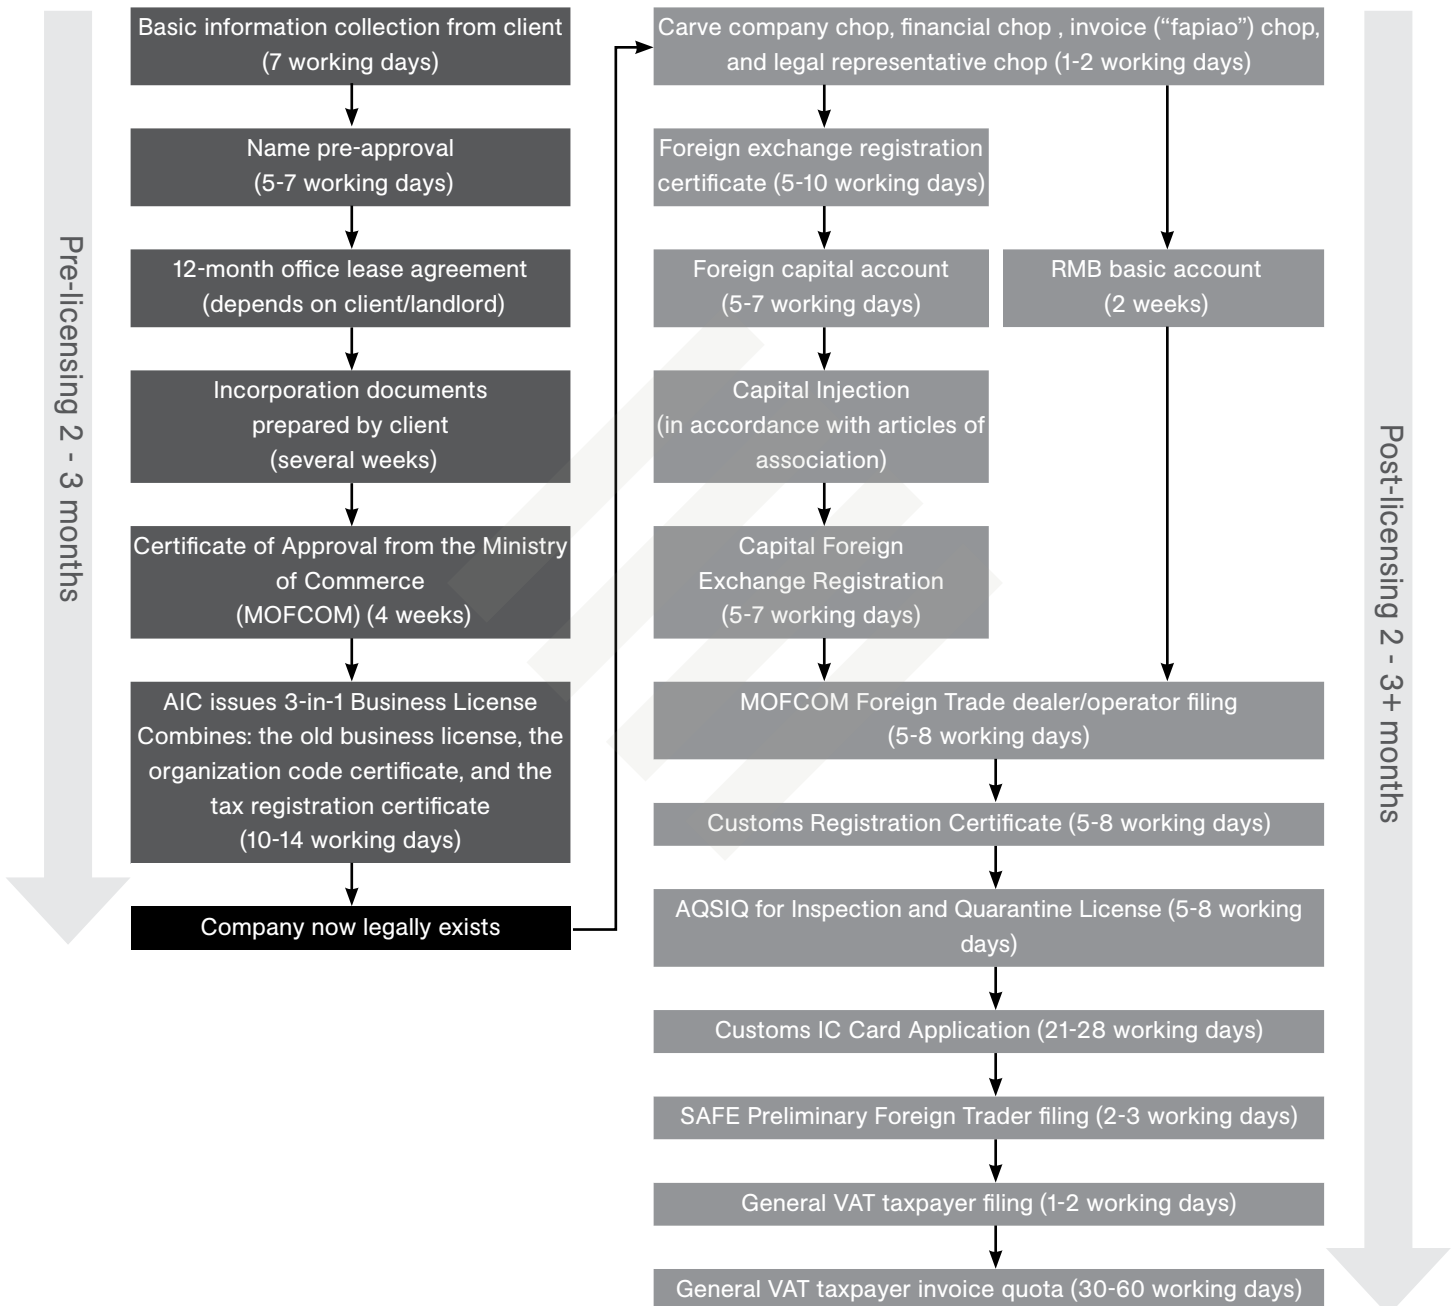 Pre-licensing 2 - 3 months
Basic information collection from client
(7 working days)
Name pre-approval
(5-7 working days)
12-month office lease agreement
(depends on client/landlord)
Incorporation documents
prepared by client
(several weeks)
Certificate of Approval from the Ministry
of Commerce
(MOFCOM) (4 weeks)
AIC issues 3-in-1 Business License
Combines: the old business license, the
organization code certificate, and the
tax registration certificate
(10-14 working days)
Company now legally exists
Carve company chop, financial chop , invoice (“fapiao”) chop,
and legal representative chop (1-2 working days)
Foreign exchange registration
certificate (5-10 working days)
Foreign capital account
(5-7 working days)
RMB basic account
(2 weeks)
Capital Injection
(in accordance with articles of
association)
Capital Foreign
Exchange Registration
(5-7 working days)
MOFCOM Foreign Trade dealer/operator filing
(5-8 working days)
Customs Registration Certificate (5-8 working days)
AQSIQ for Inspection and Quarantine License (5-8 working
days)
Customs IC Card Application (21-28 working days)
SAFE Preliminary Foreign Trader filing (2-3 working days)
General VAT taxpayer filing (1-2 working days)
General VAT taxpayer invoice quota (30-60 working days)
Post-licensing 2 - 3+ months